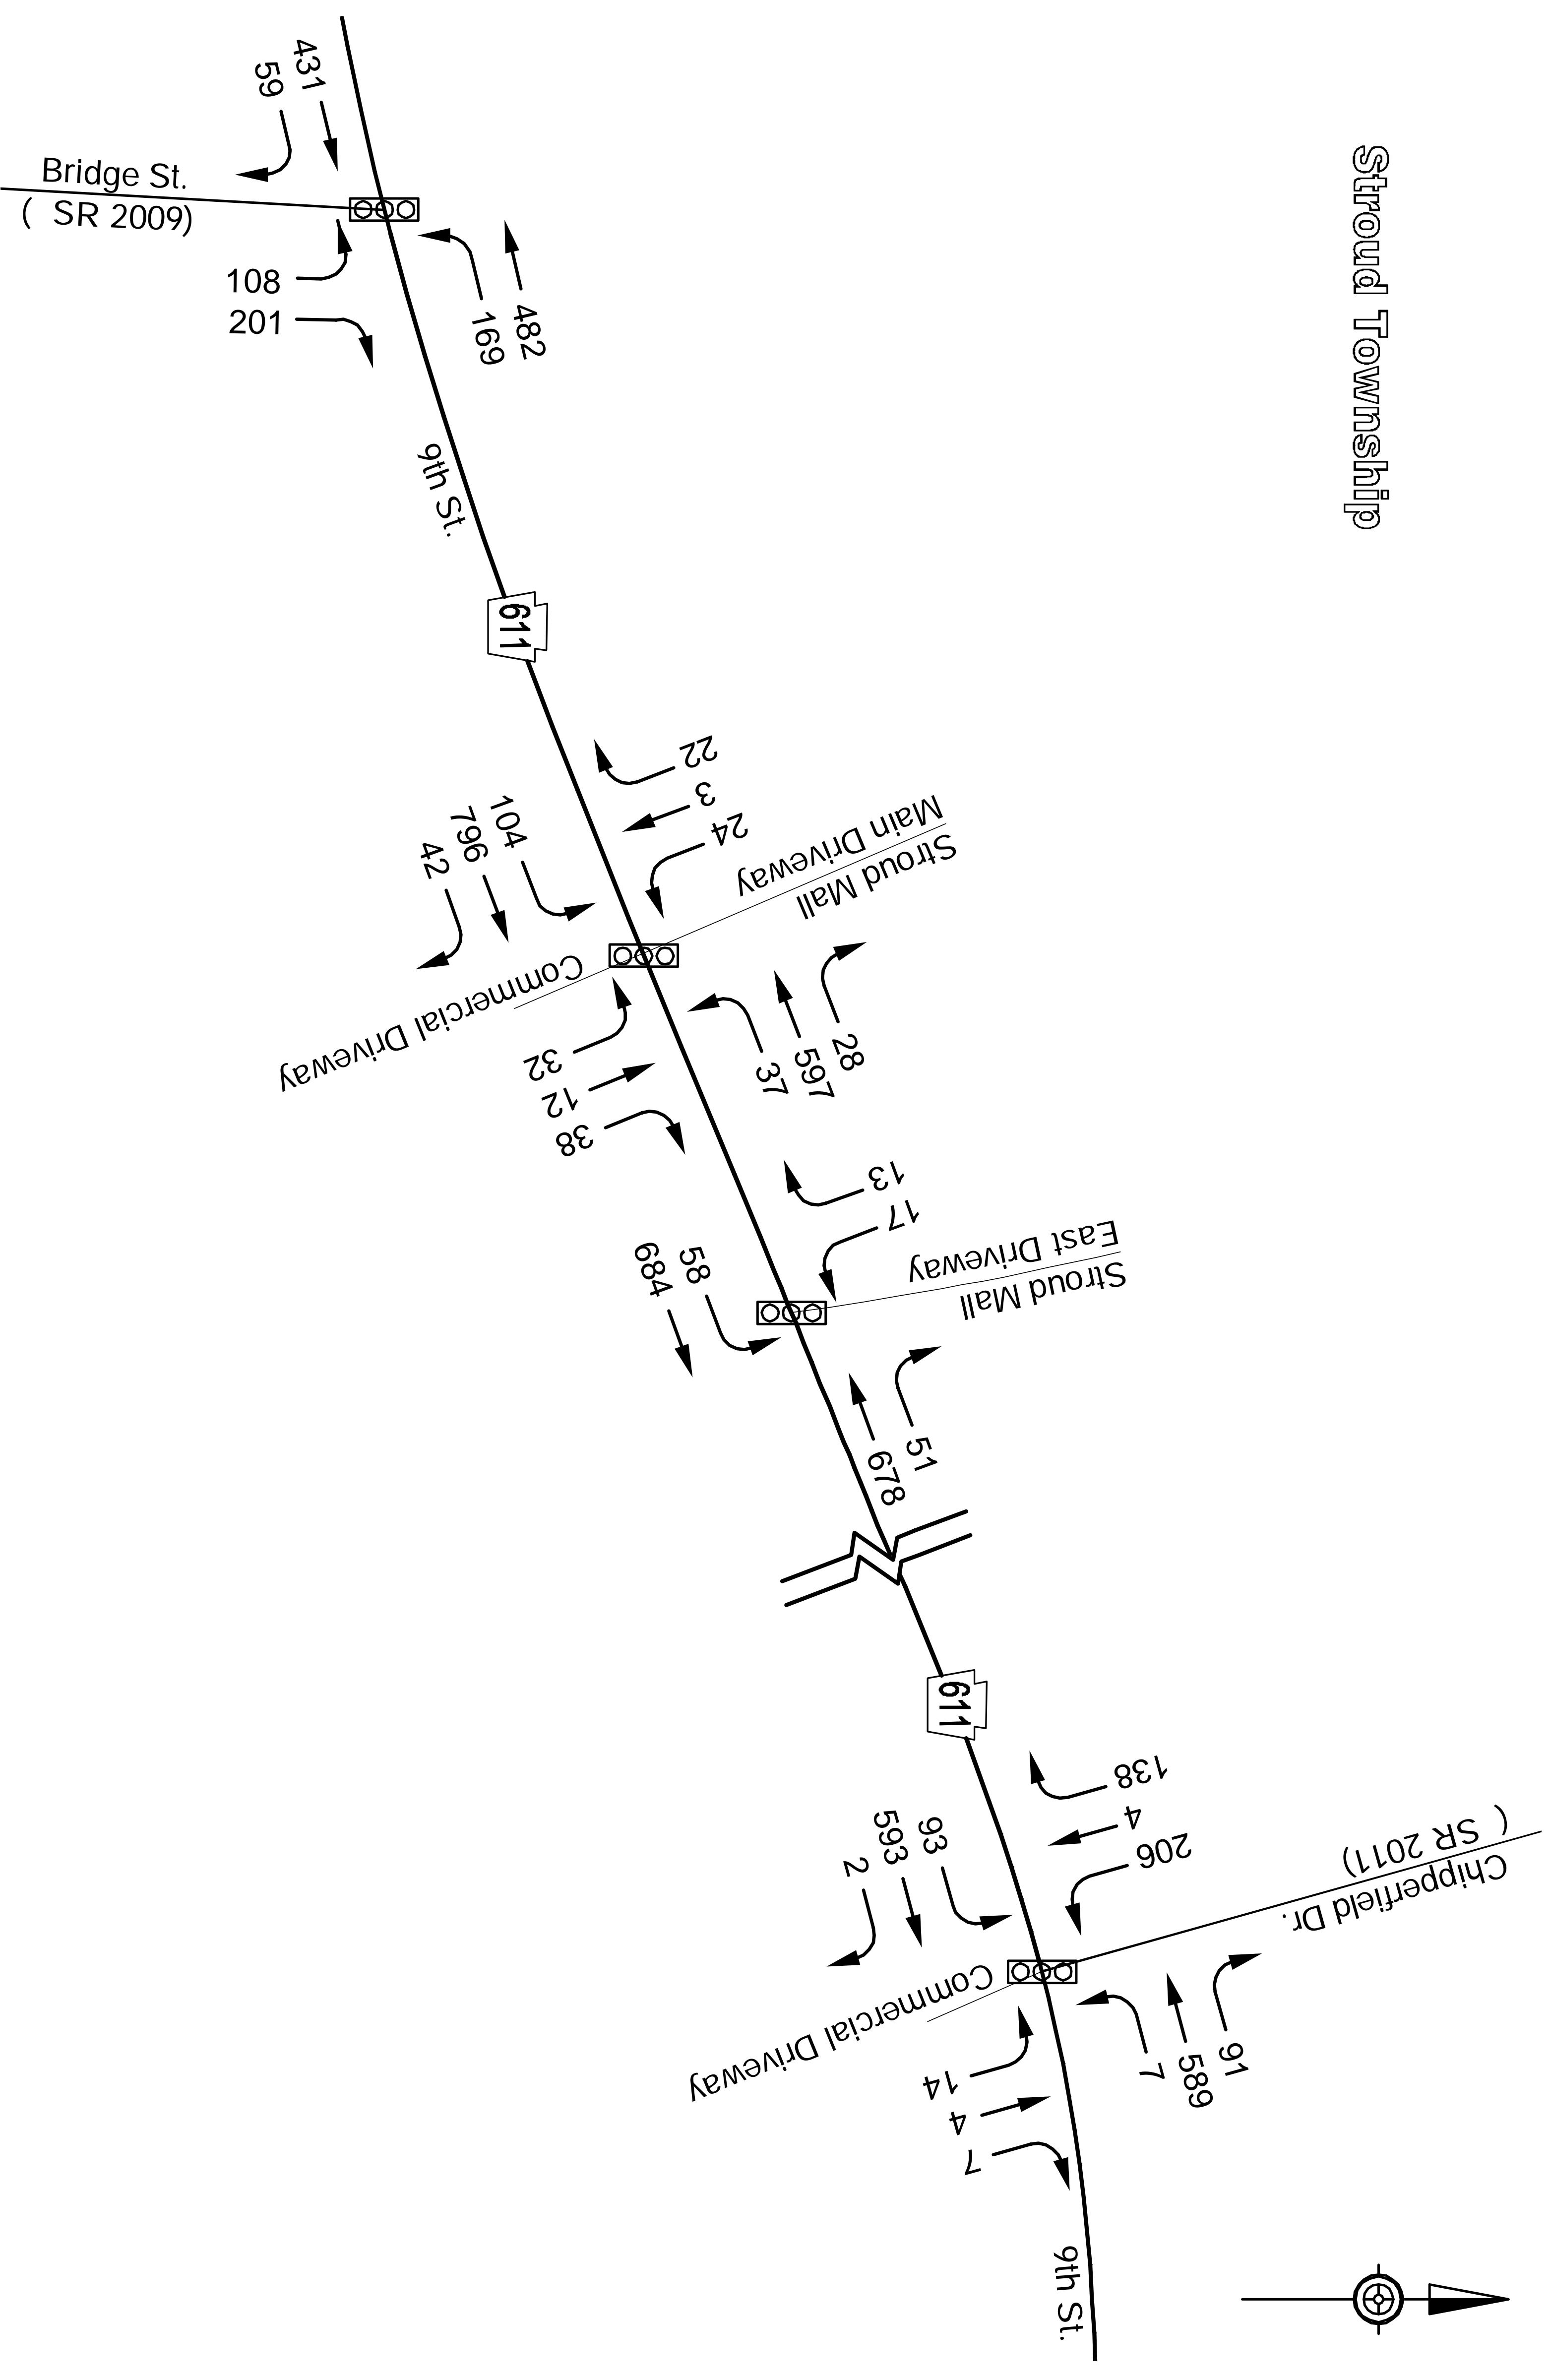 431
59
Bridge St.
( SR 2009)
108
201
482
169
9th St.
Stroud Township
611
22
3
24
104
796
42
Main Driveway
Stroud Mall
Commercial Driveway
32
12
38
37
597
28
13
17
684
58
East Driveway
Stroud Mall
51
678
611
138
4
206
93
593
2
( SR 2011)
Chipperfield Dr.
Commercial Driveway
14
4
7
7
589
91
9th St.